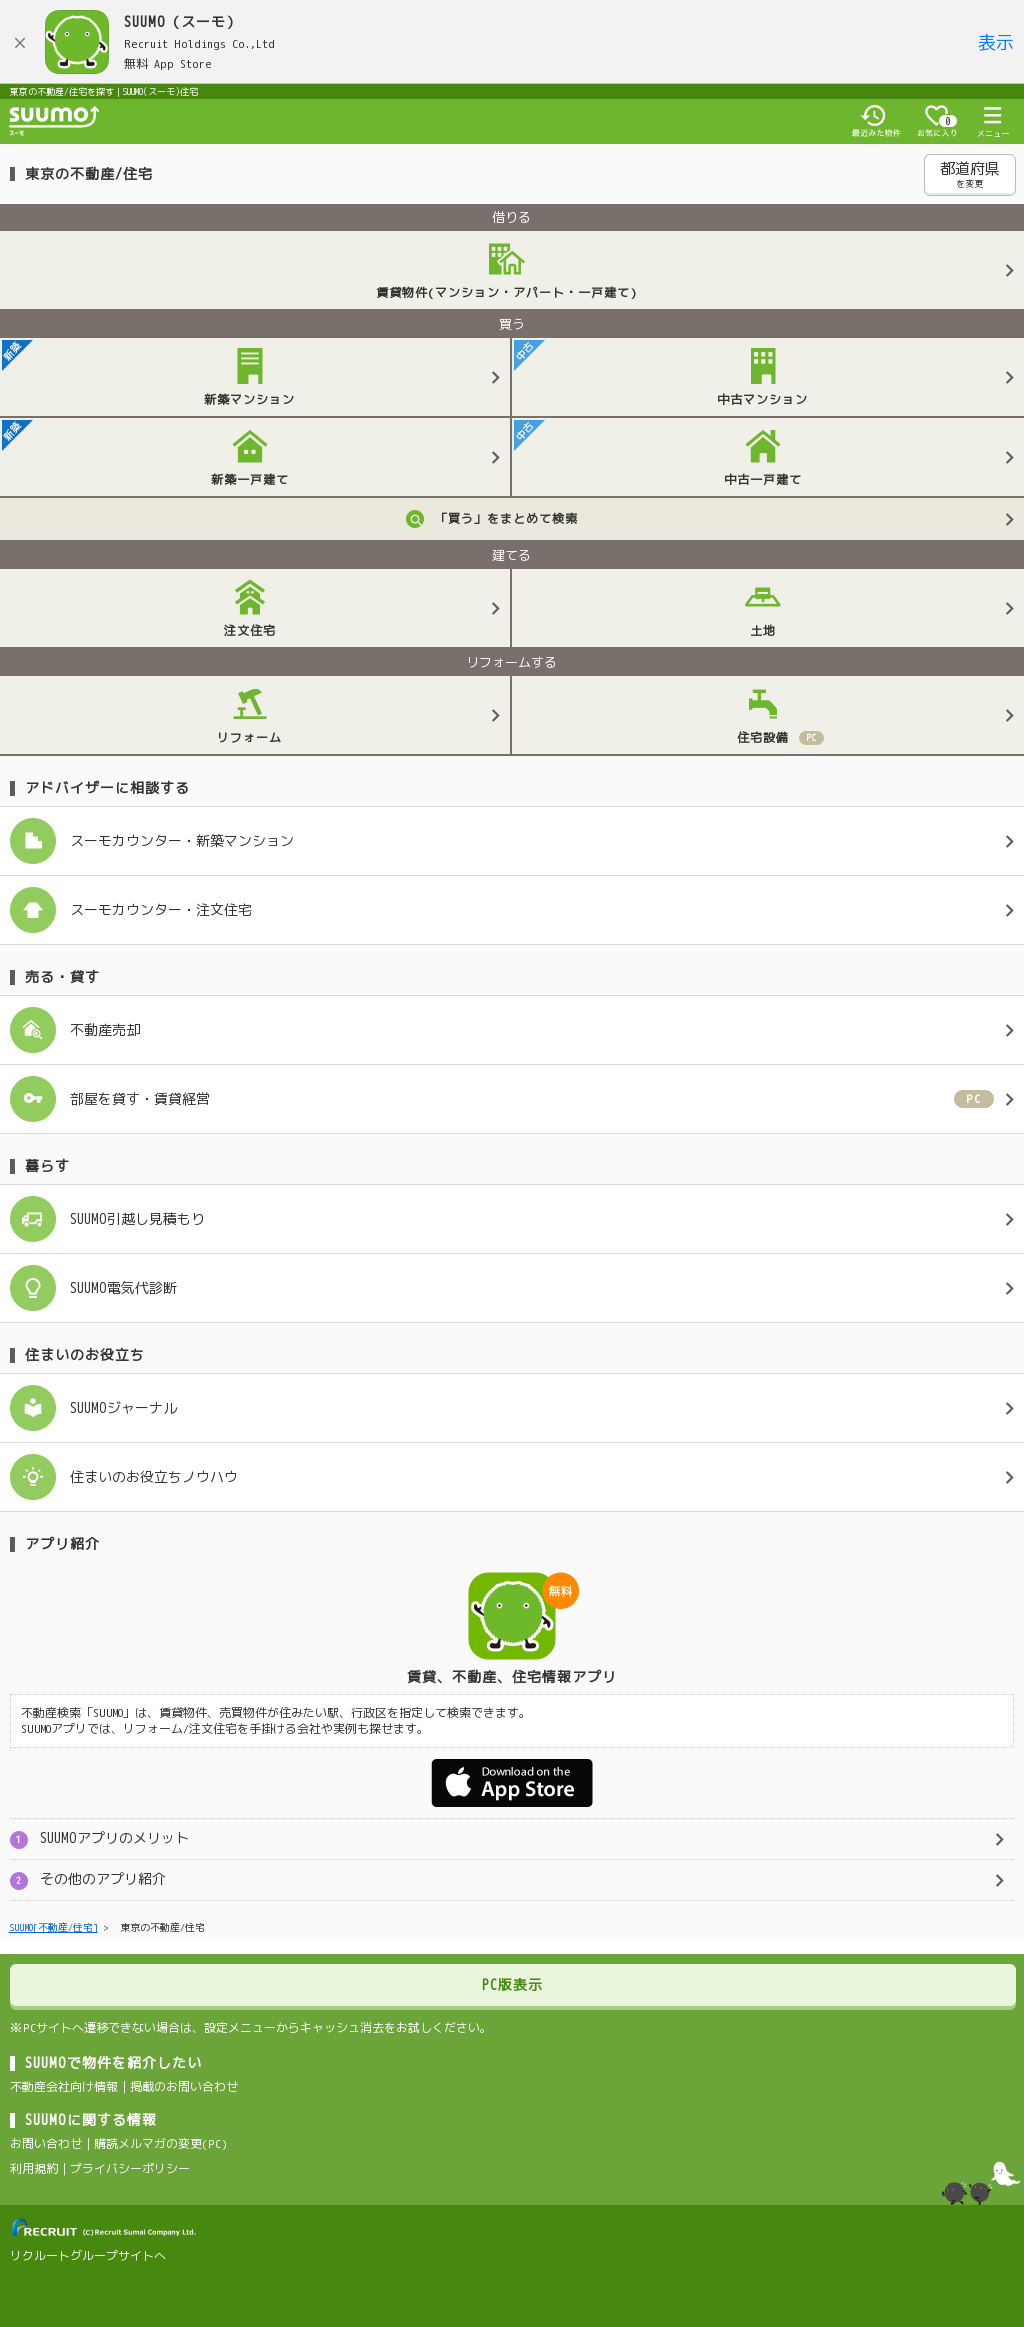 SUUMO (スーモ)
Recruit Holdings Co.,Ltd
無料 App Store
表示
東京の不動産/住宅を探す | SUUMO(スーモ)住宅
SUUMO
スーモ
最近みた物件
0
お気に入り
メニュー
東京の不動産/住宅
都道府県
を変更
借りる
賃貸物件(マンション・アパート・一戸建て)
買う
新築
新築マンション
中古
中古マンション
新築
新築一戸建て
中古
中古一戸建て
「買う」をまとめて検索
建てる
注文住宅
土地
リフォームする
リフォーム
住宅設備 PC
アドバイザーに相談する
スーモカウンター・新築マンション
スーモカウンター・注文住宅
売る・貸す
不動産売却
部屋を貸す・賃貸経営
PC
暮らす
SUUMO引越し見積もり
SUUMO電気代診断
住まいのお役立ち
SUUMOジャーナル
住まいのお役立ちノウハウ
アプリ紹介
無料
賃貸、不動産、住宅情報アプリ
不動産検索「SUUMO」は、賃貸物件、売買物件が住みたい駅、行政区を指定して検索できます。
SUUMOアプリでは、リフォーム/注文住宅を手掛ける会社や実例も探せます。
Download on the
App Store
1 SUUMOアプリのメリット
2 その他のアプリ紹介
SUUMO[不動産/住宅] > 東京の不動産/住宅
PC版表示
※PCサイトへ遷移できない場合は、設定メニューからキャッシュ消去をお試しください。
SUUMOで物件を紹介したい
不動産会社向け情報 | 掲載のお問い合わせ
SUUMOに関する情報
お問い合わせ | 購読メルマガの変更(PC)
利用規約 | プライバシーポリシー
RECRUIT (C)Recruit Sumai Company Ltd.
リクルートグループサイトへ